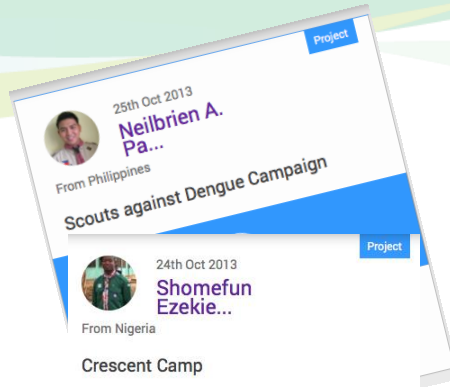 Project
25th Oct 2013
Neilbrien A.
Pa...
From Philippines
Scouts against Dengue Campaign
Project
24th Oct 2013
Shomefun
Ezekie...
From Nigeria
Crescent Camp